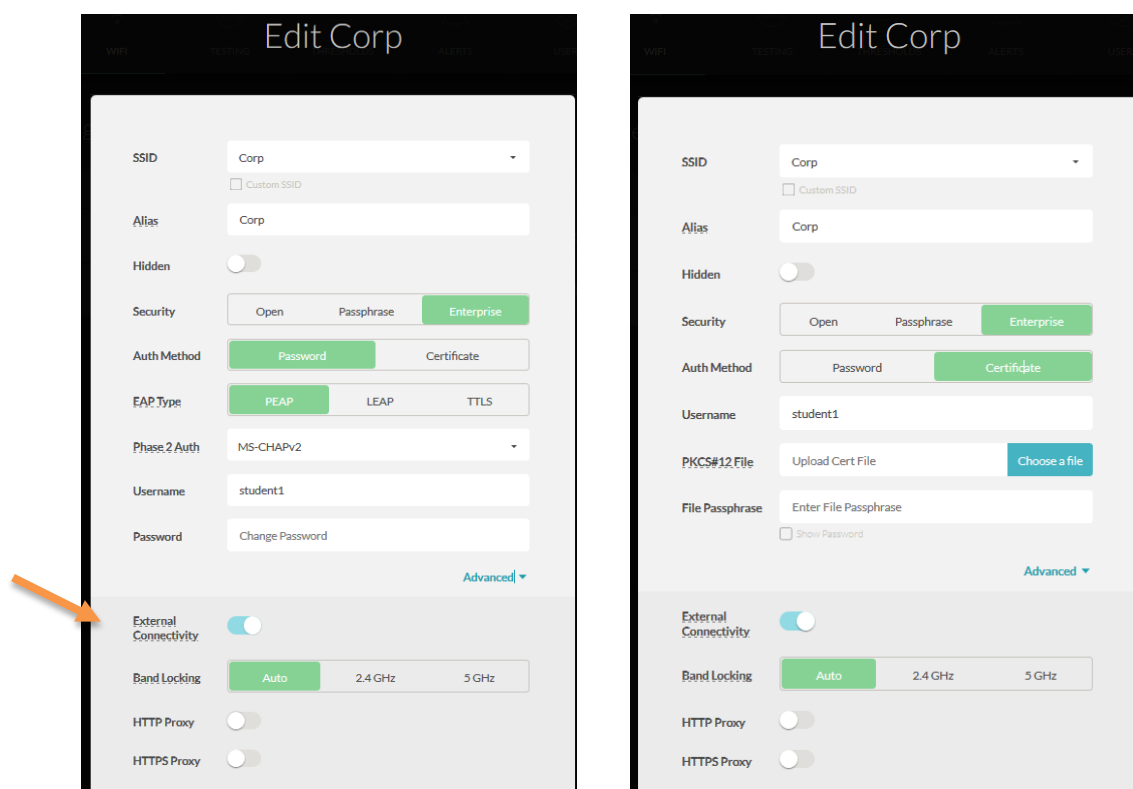 Edit Corp
WIFI TESTING THRESHOLDS ALERTS USER
SSID Corp
Custom SSID
Alias Corp
Hidden
Security Open Passphrase Enterprise
Auth Method Password Certificate
EAP Type PEAP LEAP TTLS
Phase 2 Auth MS-CHAPv2
Username student1
Password Change Password
Advanced
External
Connectivity
Band Locking Auto 2.4 GHz 5 GHz
HTTP Proxy
HTTPS Proxy
Edit Corp
WIFI TESTING THRESHOLDS ALERTS USER
SSID Corp
Custom SSID
Alias Corp
Hidden
Security Open Passphrase Enterprise
Auth Method Password Certificate
Username student1
PKCS#12 File Upload Cert File Choose a file
File Passphrase Enter File Passphrase
Show Password
Advanced
External
Connectivity
Band Locking Auto 2.4 GHz 5 GHz
HTTP Proxy
HTTPS Proxy